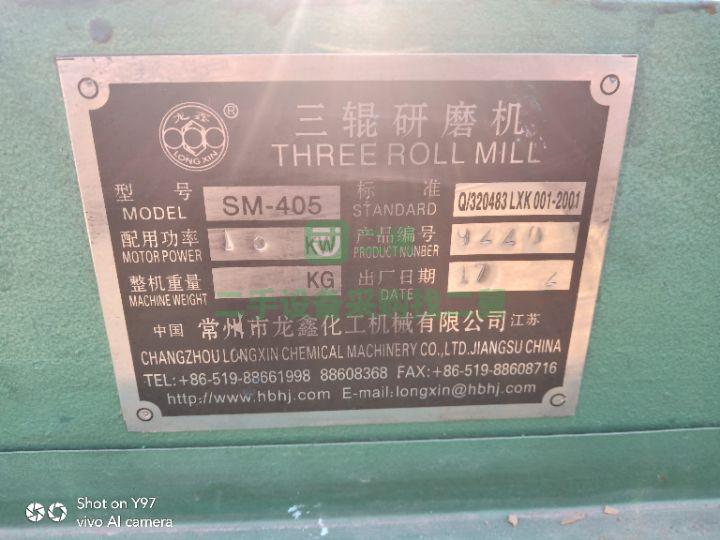 龙鑫
LONG XIN
®
三辊研磨机
THREE ROLL MILL
型号 SM-405 标准 Q/320483 LXK 001-2001
MODEL STANDARD
配用功率 KW 产品编号
MOTOR POWER PRODUCT NUNBER
整机重量 KG 出厂日期 17 6
MACHINE WEIGHT DATE
中国 常州市龙鑫化工机械有限公司 江苏
CHANGZHOU LONGXIN CHEMICAL MACHINERY CO.,LTD.JIANGSU CHINA
TEL:+86-519-88661998 88608368 FAX:+86-519-88608716
http://www.hbhj.com E-mail:longxin@hbhj.com
Shot on Y97
vivo AI camera